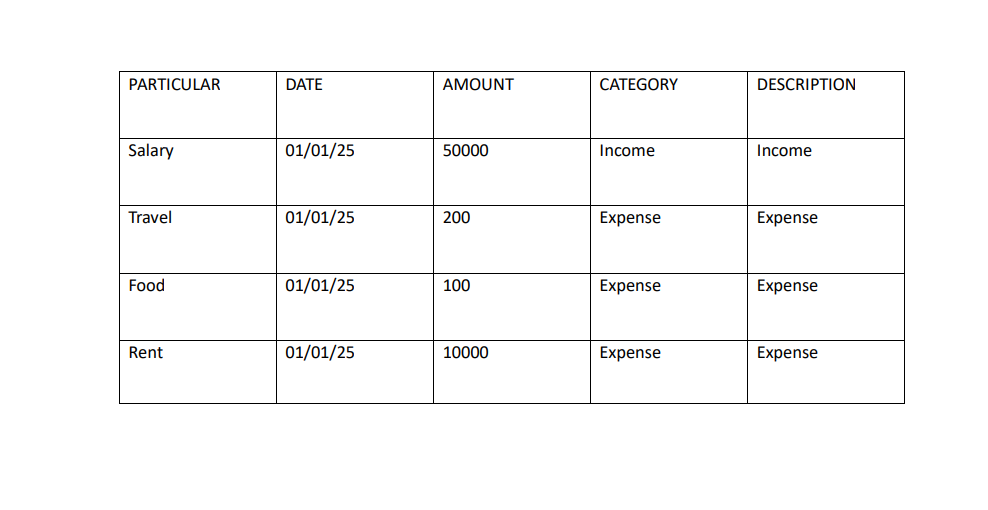 PARTICULAR DATE AMOUNT CATEGORY DESCRIPTION
Salary 01/01/25 50000 Income Income
Travel 01/01/25 200 Expense Expense
Food 01/01/25 100 Expense Expense
Rent 01/01/25 10000 Expense Expense